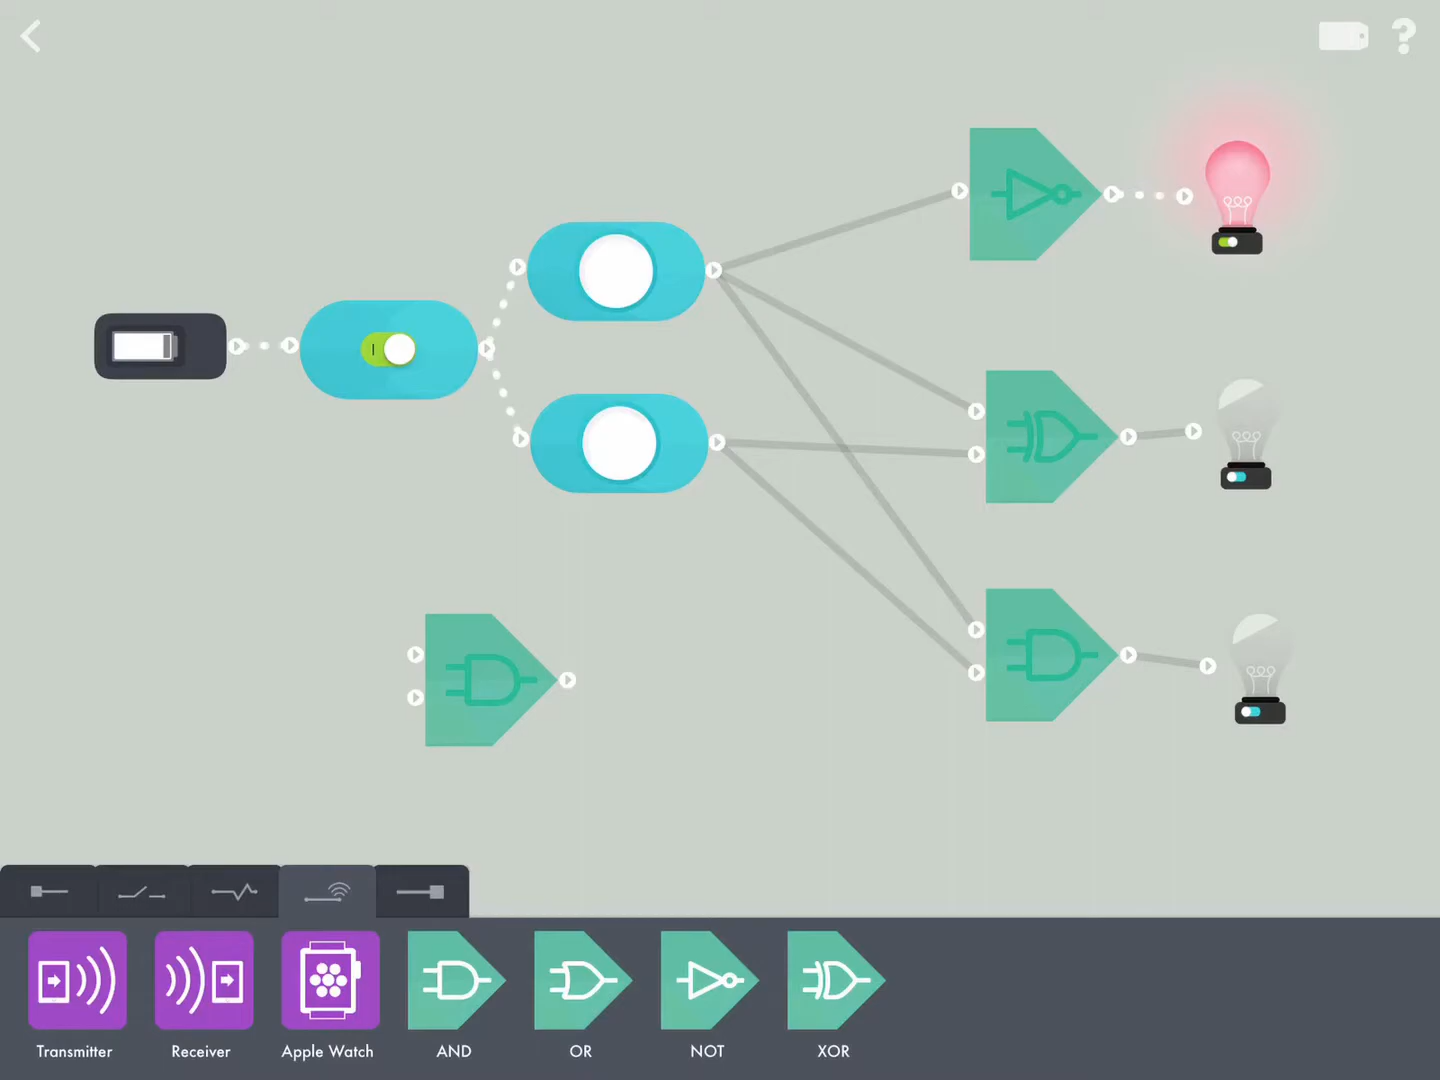 Transmitter
Receiver
Apple Watch
AND
OR
NOT
XOR